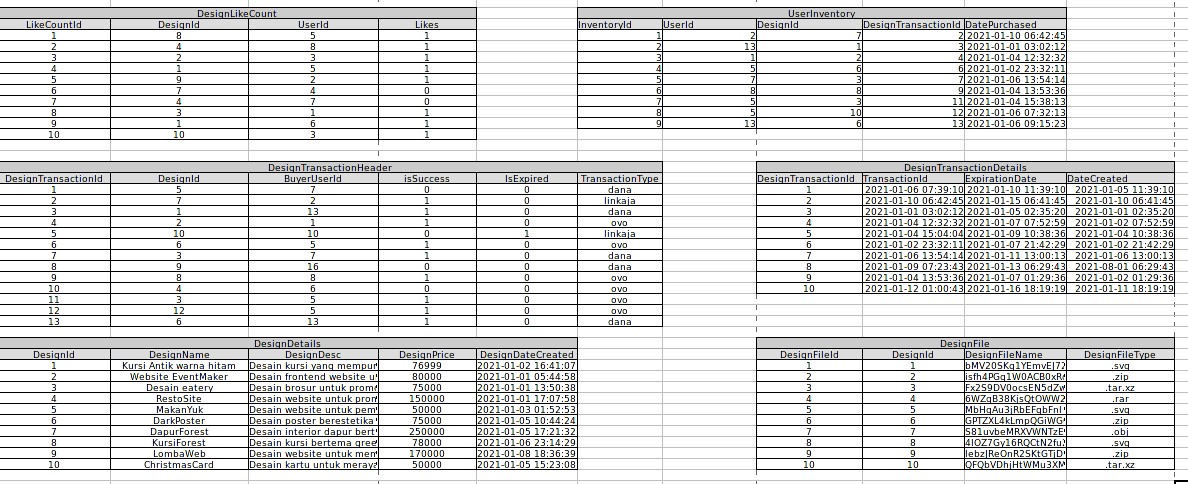 DesignLikeCount
LikeCountId DesignId UserId Likes
1 8 5 1
2 4 8 1
3 2 3 1
4 1 5 1
5 9 2 1
6 7 4 0
7 4 7 0
8 3 1 1
9 1 6 1
10 10 3 1
UserInventory
InventoryId UserId DesignId DesignTransactionId DatePurchased
1 2 7 2 2021-01-10 06:42:45
2 13 1 3 2021-01-01 03:02:12
3 1 2 4 2021-01-04 12:32:32
4 5 6 6 2021-01-02 23:32:11
5 7 3 7 2021-01-06 13:54:14
6 8 8 9 2021-01-04 13:53:36
7 5 3 11 2021-01-04 15:38:13
8 5 10 12 2021-01-06 07:32:13
9 13 6 13 2021-01-06 09:15:23
DesignTransactionHeader
DesignTransactionId DesignId BuyerUserId isSuccess IsExpired TransactionType
1 5 7 0 0 dana
2 7 2 1 0 linkaja
3 1 13 1 0 dana
4 2 1 1 0 ovo
5 10 10 0 1 linkaja
6 6 5 1 0 ovo
7 3 7 1 0 dana
8 9 16 0 0 dana
9 8 8 1 0 ovo
10 4 6 0 0 ovo
11 3 5 1 0 ovo
12 12 5 1 0 ovo
13 6 13 1 0 dana
DesignTransactionDetails
DesignTransactionId TransactionId ExpirationDate DateCreated
1 2021-01-06 07:39:10 2021-01-10 11:39:10 2021-01-05 11:39:10
2 2021-01-10 06:42:45 2021-01-15 06:41:45 2021-01-10 06:41:45
3 2021-01-01 03:02:12 2021-01-05 02:35:20 2021-01-01 02:35:20
4 2021-01-04 12:32:32 2021-01-07 07:52:59 2021-01-02 07:52:59
5 2021-01-04 15:04:04 2021-01-09 10:38:36 2021-01-04 10:38:36
6 2021-01-02 23:32:11 2021-01-07 21:42:29 2021-01-02 21:42:29
7 2021-01-06 13:54:14 2021-01-11 13:00:13 2021-01-06 13:00:13
8 2021-01-09 07:23:43 2021-01-13 06:29:43 2021-08-01 06:29:43
9 2021-01-04 13:53:36 2021-01-07 01:29:36 2021-01-02 01:29:36
10 2021-01-12 01:00:43 2021-01-16 18:19:19 2021-01-11 18:19:19
DesignDetails
DesignId DesignName DesignDesc DesignPrice DesignDateCreated
1 Kursi Antik warna hitam Desain kursi yang mempur 76999 2021-01-02 16:41:07
2 Website EventMaker Desain frontend website u 80000 2021-01-01 05:44:58
3 Desain eatery Desain brosur untuk prom 75000 2021-01-01 13:50:38
4 RestoSite Desain website untuk pror 150000 2021-01-01 17:07:58
5 MakanYuk Desain website untuk pem 50000 2021-01-03 01:52:53
6 DarkPoster Desain poster berestetika 75000 2021-01-05 10:44:24
7 DapurForest Desain interior dapur bert 250000 2021-01-05 17:21:32
8 KursiForest Desain kursi bertema gree 78000 2021-01-06 23:14:29
9 LombaWeb Desain website untuk mer 170000 2021-01-08 18:36:39
10 ChristmasCard Desain kartu untuk meraya 50000 2021-01-05 15:23:08
DesignFile
DesignFileId DesignId DesignFileName DesignFileType
1 1 bMV20SKq1YEmvEJ72 .svg
2 2 .zip
3 3 .tar.xz
4 4 .rar
5 5 .svg
6 6 .zip
7 7 .obj
8 8 .svg
9 9 .zip
10 10 .tar.xz